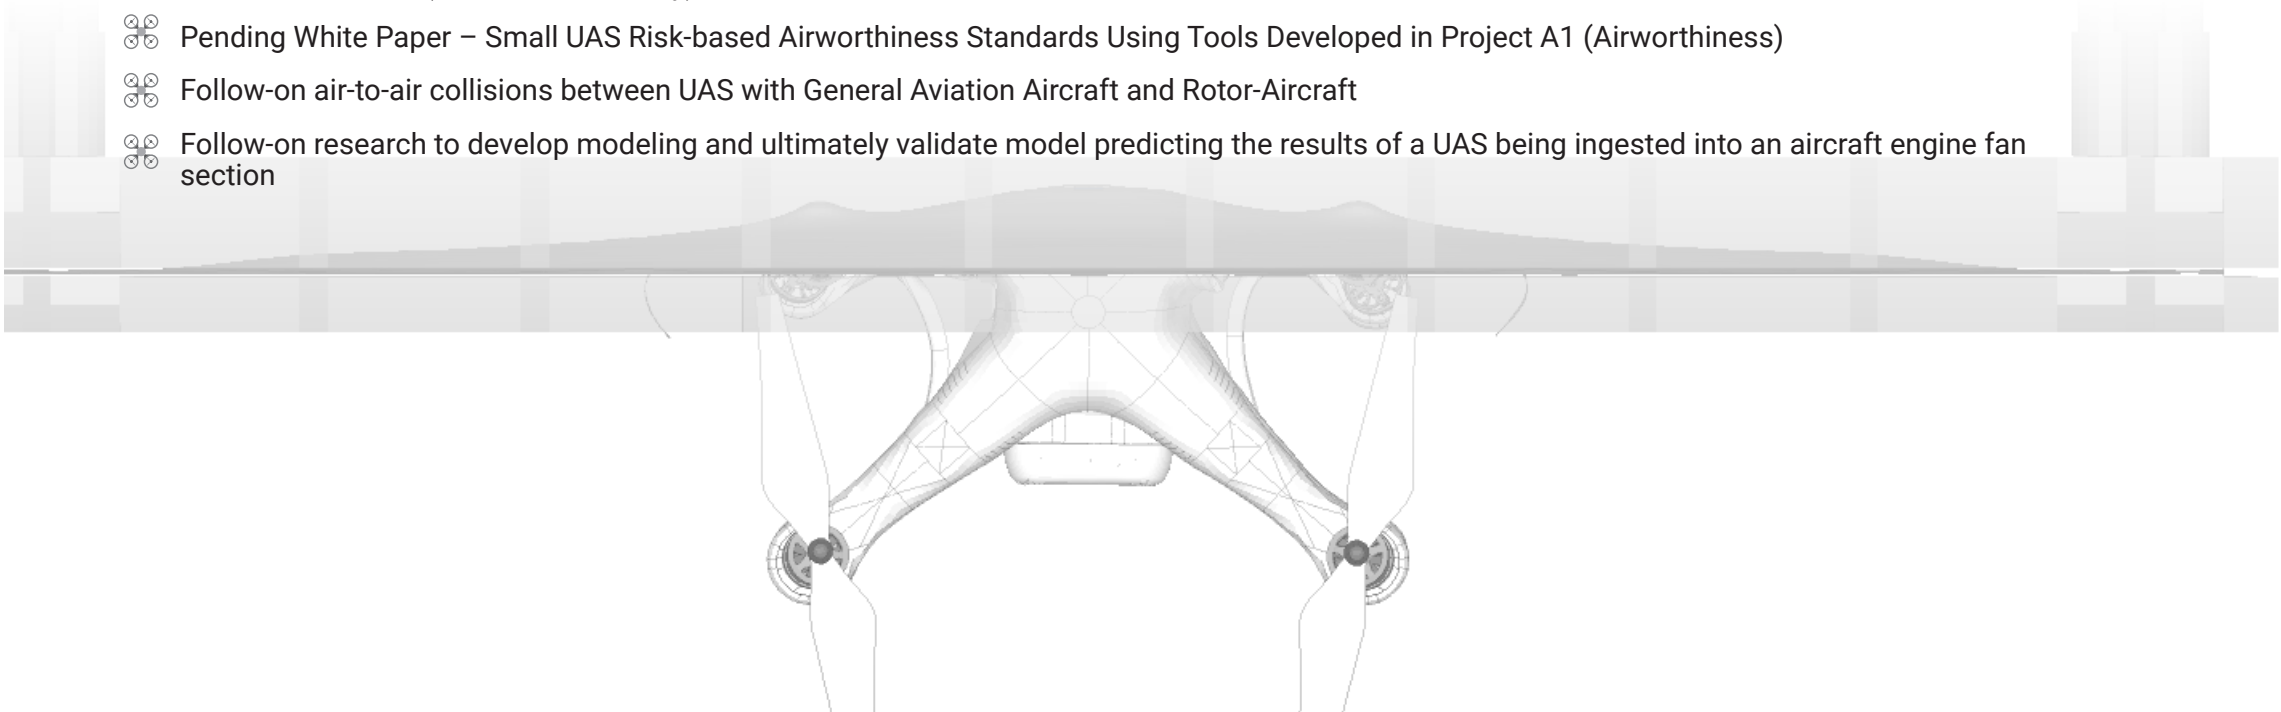 Pending White Paper – Small UAS Risk-based Airworthiness Standards Using Tools Developed in Project A1 (Airworthiness)
Follow-on air-to-air collisions between UAS with General Aviation Aircraft and Rotor-Aircraft
Follow-on research to develop modeling and ultimately validate model predicting the results of a UAS being ingested into an aircraft engine fan
section